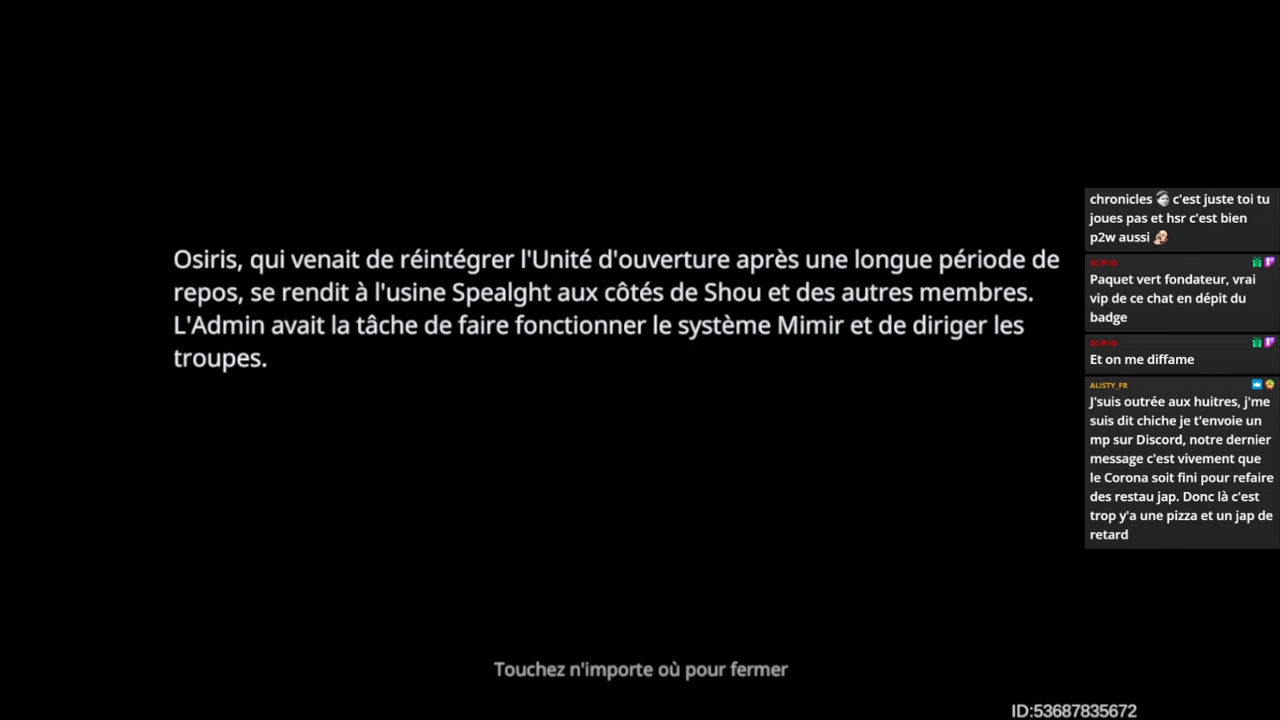 Osiris, qui venait de réintégrer l'Unité d'ouverture après une longue période de
repos, se rendit à l'usine Spealght aux côtés de Shou et des autres membres.
L'Admin avait la tâche de faire fonctionner le système Mimir et de diriger les
troupes.
Touchez n'importe où pour fermer
ID:53687835672
chronicles c'est juste toi tu
joues pas et hsr c'est bien
p2w aussi
Paquet vert fondateur, vrai
vip de ce chat en dépit du
badge
Et on me diffame
ALISTY_FR
J'suis outrée aux huitres, j'me
suis dit chiche je t'envoie un
mp sur Discord, notre dernier
message c'est vivement que
le Corona soit fini pour refaire
des restau jap. Donc là c'est
trop y'a une pizza et un jap de
retard